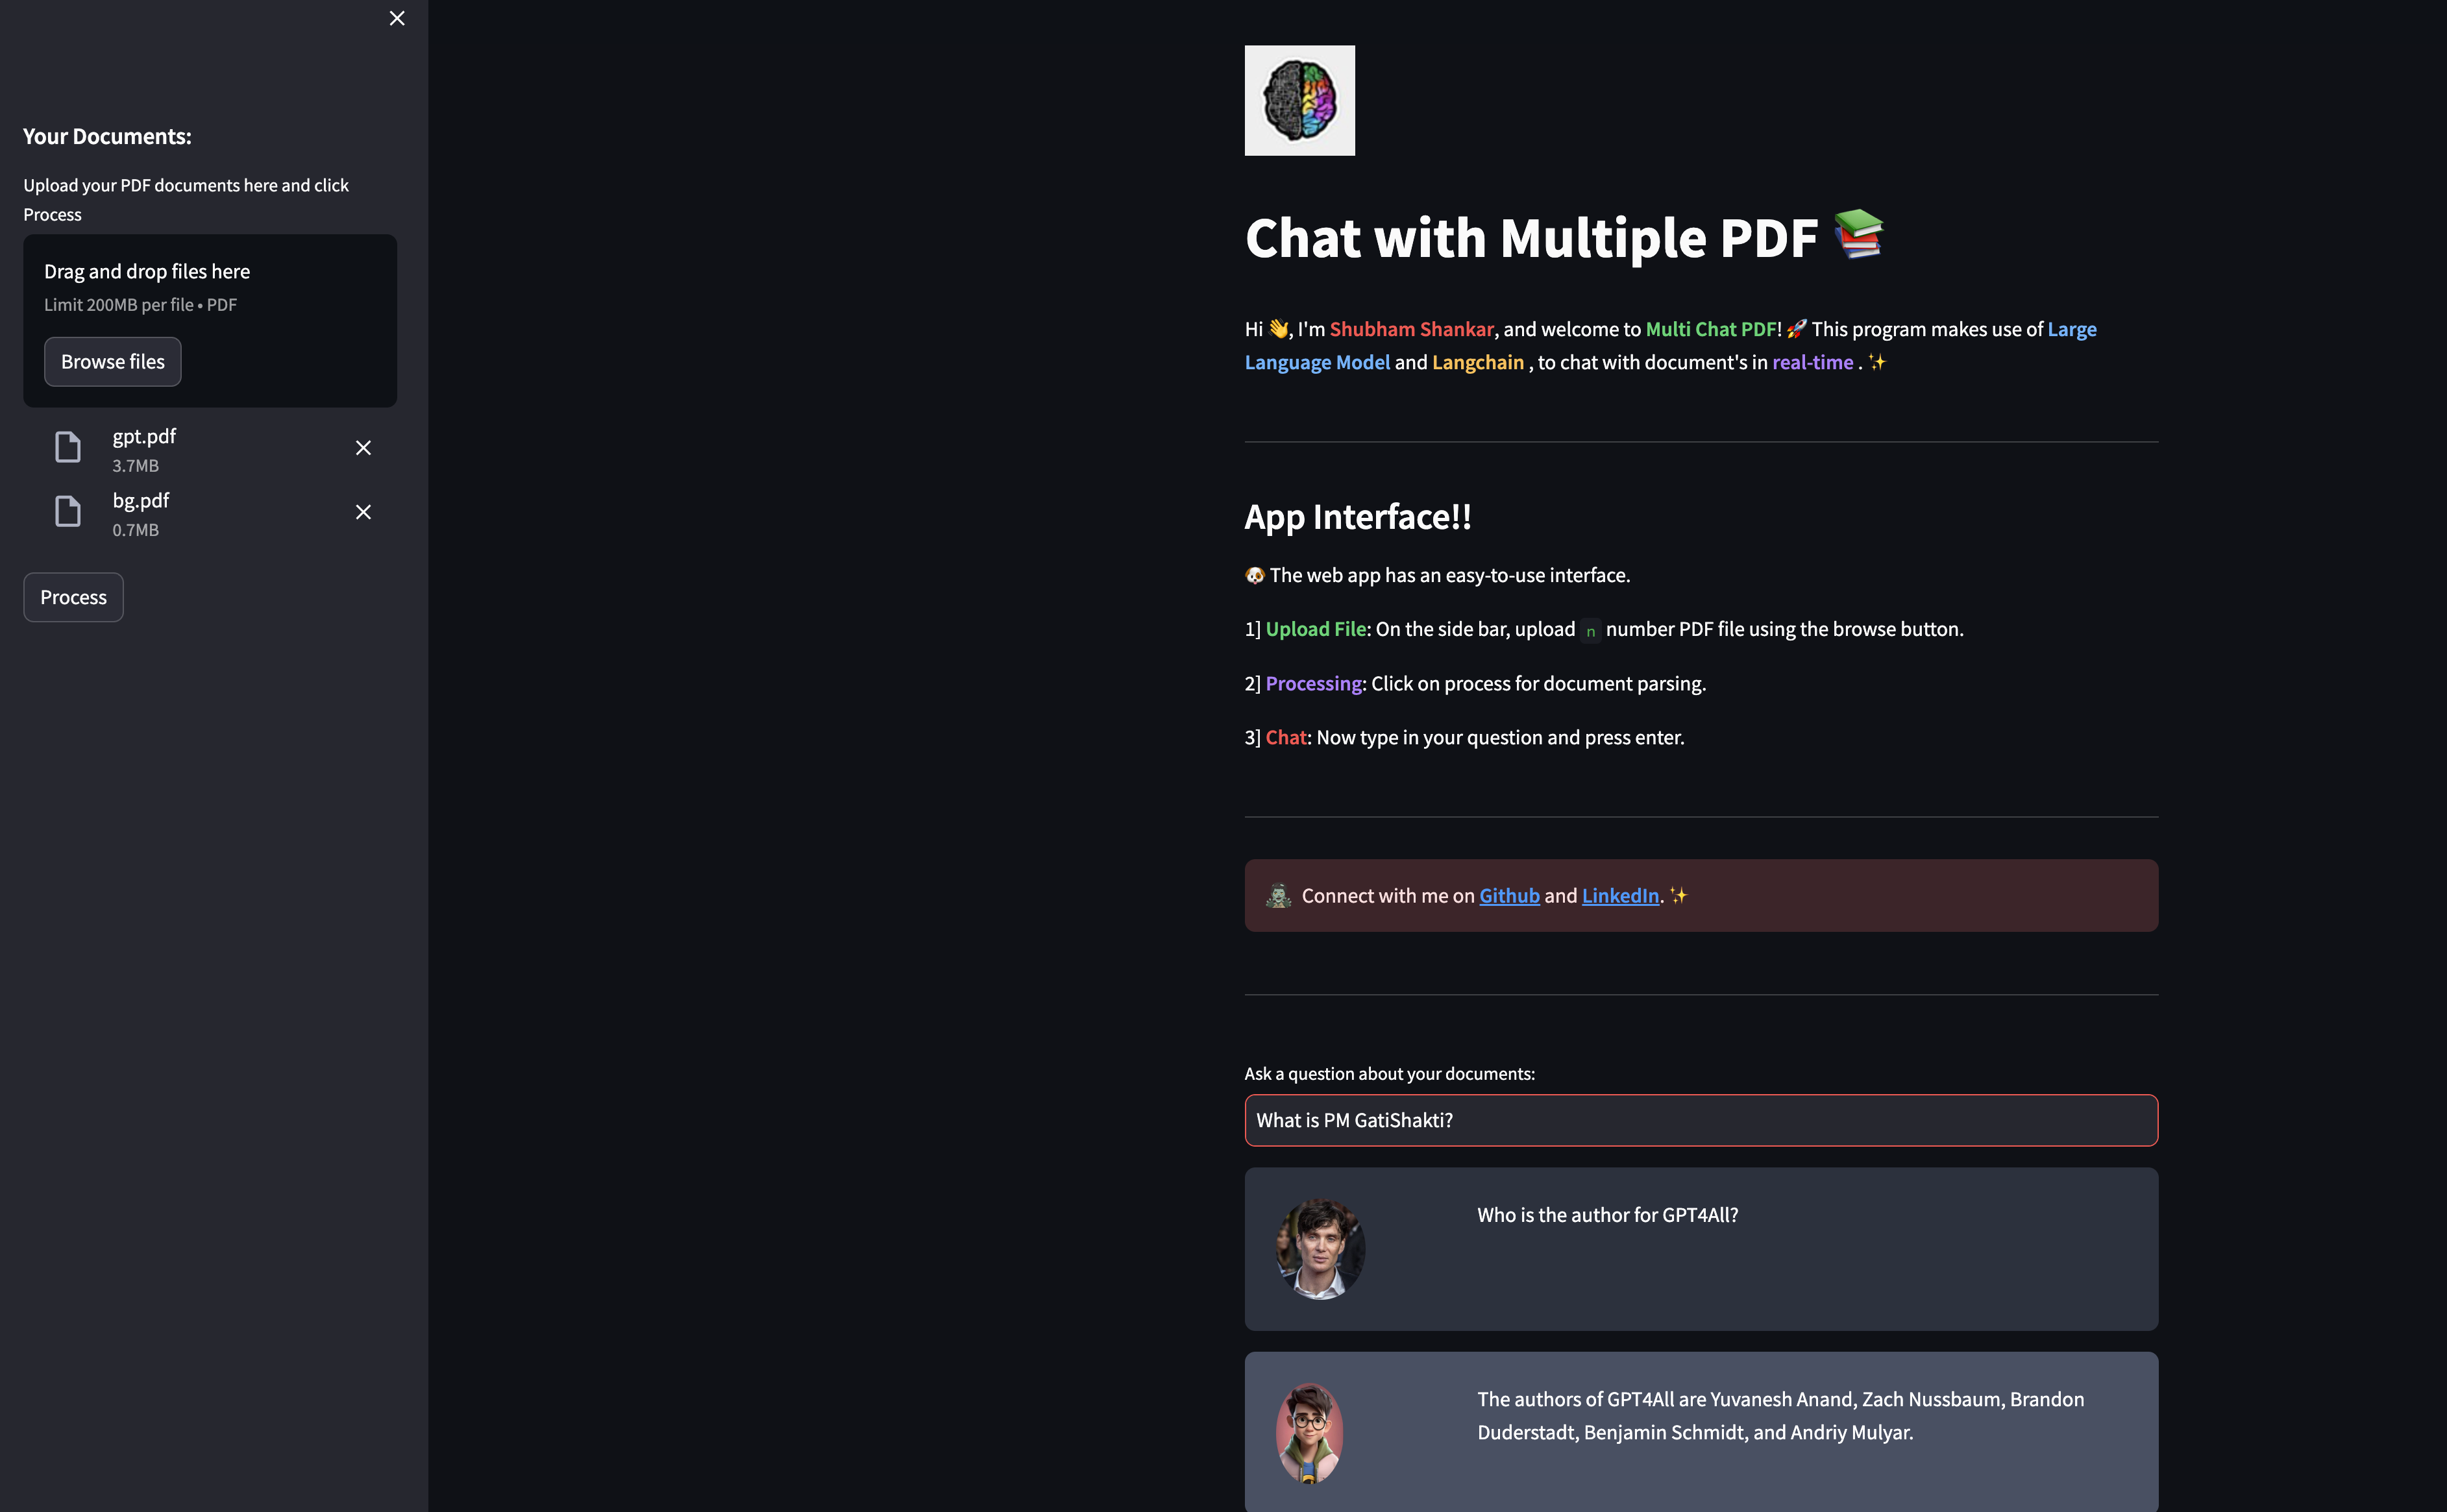 Your Documents:
Upload your PDF documents here and click
Process
Drag and drop files here
Limit 200MB per file • PDF
Browse files
gpt.pdf
3.7MB
bg.pdf
0.7MB
Process
Chat with Multiple PDF 📚
Hi 👋, I'm Shubham Shankar, and welcome to Multi Chat PDF! 🚀 This program makes use of Large
Language Model and Langchain , to chat with document's in real-time . ✨
App Interface!!
🐶 The web app has an easy-to-use interface.
1] Upload File: On the side bar, upload n number PDF file using the browse button.
2] Processing: Click on process for document parsing.
3] Chat: Now type in your question and press enter.
Connect with me on Github and LinkedIn. ✨
Ask a question about your documents:
What is PM GatiShakti?
Who is the author for GPT4All?
The authors of GPT4All are Yuvanesh Anand, Zach Nussbaum, Brandon
Duderstadt, Benjamin Schmidt, and Andriy Mulyar.